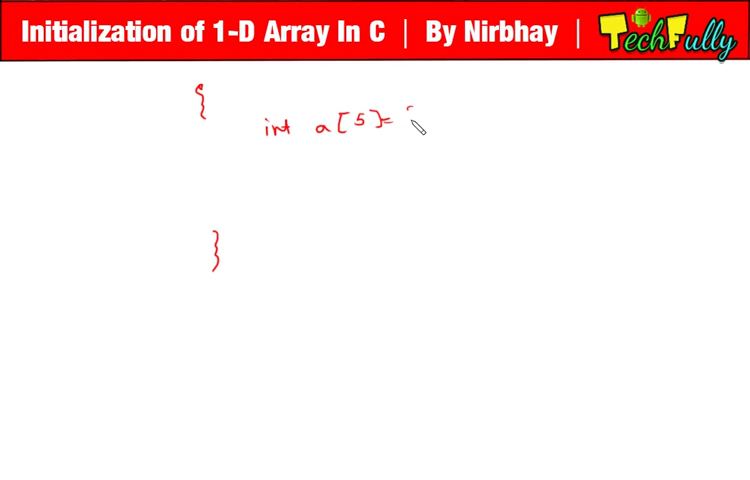 Initialization of 1-D Array In C | By Nirbhay | TechFully
{
int a[5]=
}